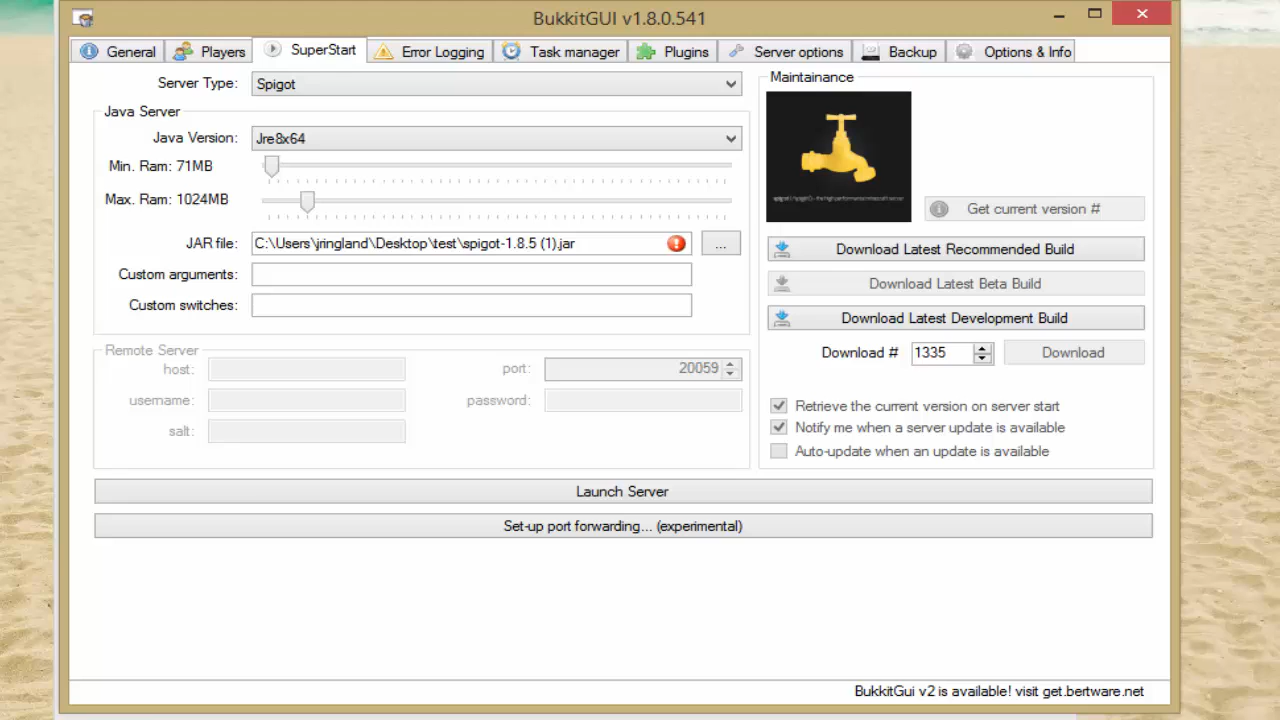 BukkitGUI v1.8.0.541
General
Players
SuperStart
Error Logging
Task manager
Plugins
Server options
Backup
Options & Info
Server Type:
Spigot
Java Server
Java Version:
Jre8x64
Min. Ram: 71MB
Max. Ram: 1024MB
JAR file:
C:\Users\jringland\Desktop\test\spigot-1.8.5 (1).jar
...
Custom arguments:
Custom switches:
Remote Server
host:
port:
20059
username:
password:
salt:
Maintainance
Get current version #
Download Latest Recommended Build
Download Latest Beta Build
Download Latest Development Build
Download #
1335
Download
Retrieve the current version on server start
Notify me when a server update is available
Auto-update when an update is available
Launch Server
Set-up port forwarding... (experimental)
BukkitGui v2 is available! visit get.bertware.net